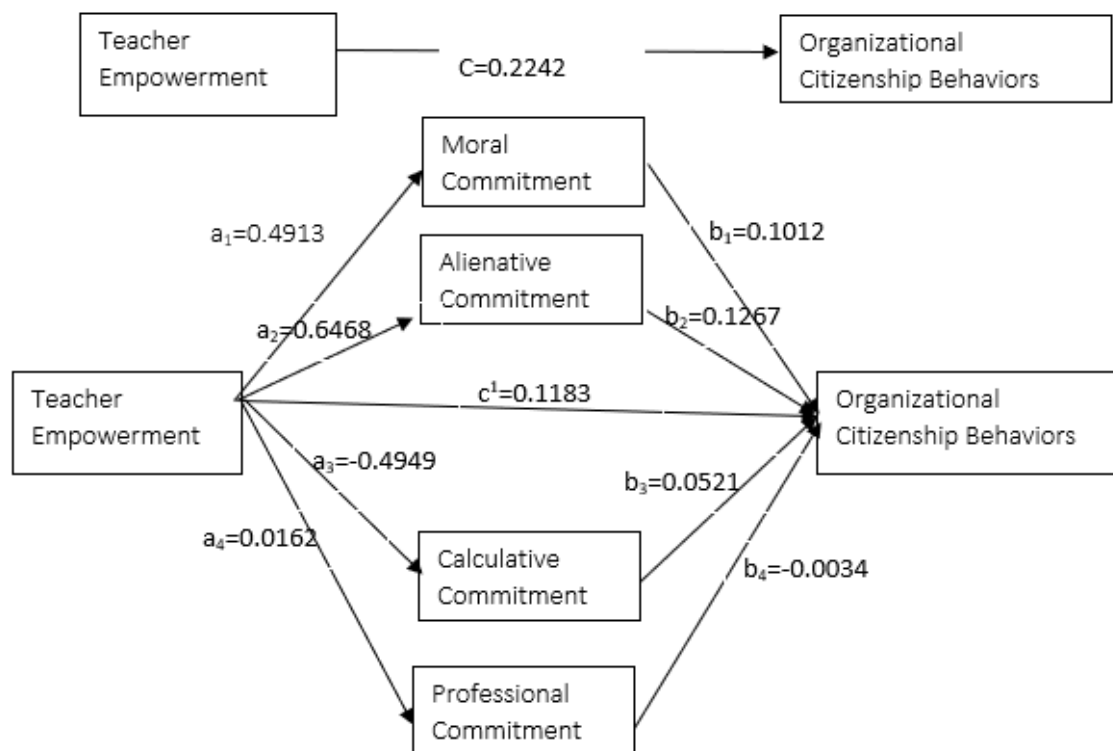 Teacher
Empowerment
C=0.2242
Organizational
Citizenship Behaviors
Moral
Commitment
a₁=0.4913
b₁=0.1012
Alienative
Commitment
a₂=0.6468
b₂=0.1267
Teacher
Empowerment
c¹=0.1183
Organizational
Citizenship Behaviors
a₃=-0.4949
b₃=0.0521
a₄=0.0162
Calculative
Commitment
b₄=-0.0034
Professional
Commitment